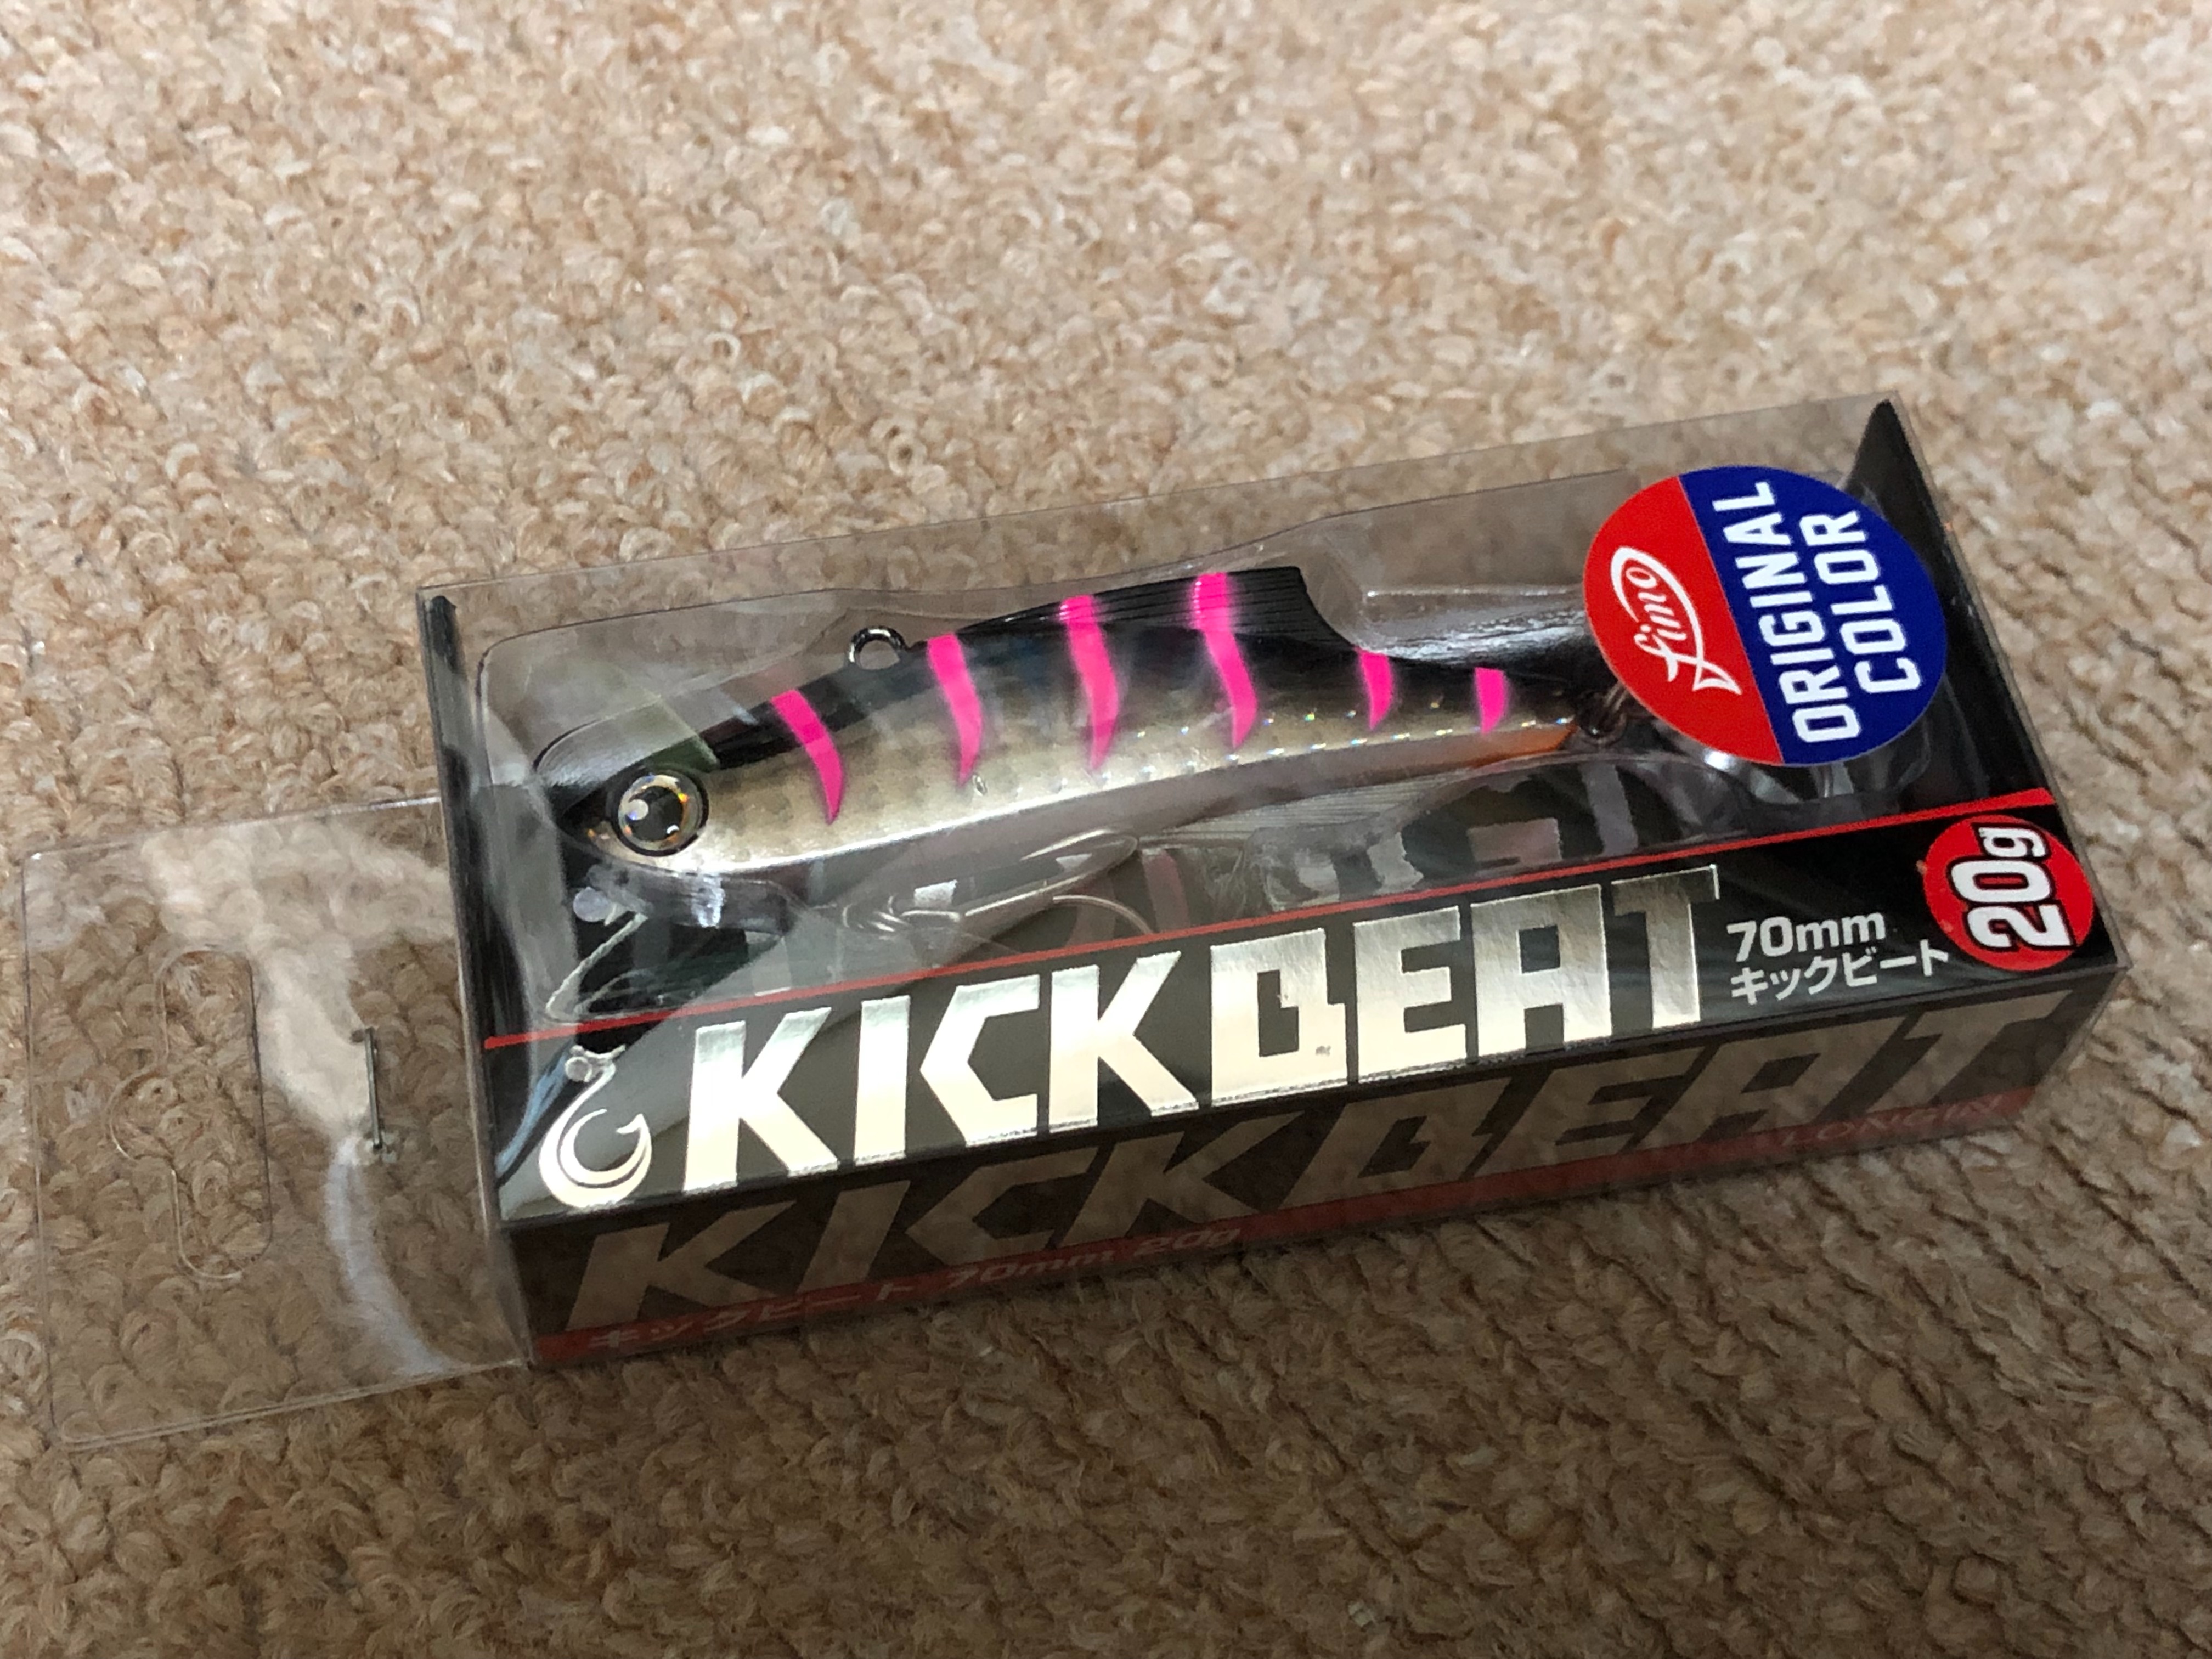 Fimo
ORIGINAL
COLOR
KICKBEAT
70mm
キックビート
20g
KICKBEAT
キックビート 70mm 20g
LONGIN